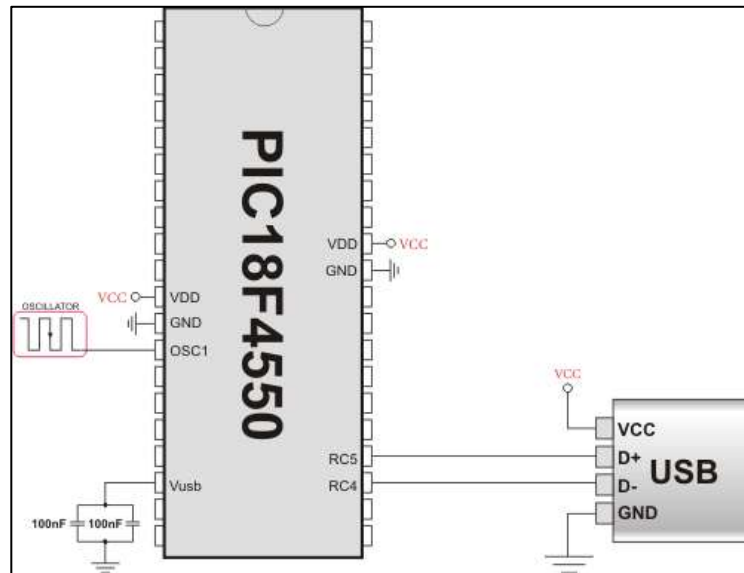 PIC18F4550
VDD
VCC
GND
VCC
VDD
OSCILLATOR
GND
OSC1
VCC
VCC
RC5
D+
USB
Vusb
RC4
D-
GND
100nF
100nF